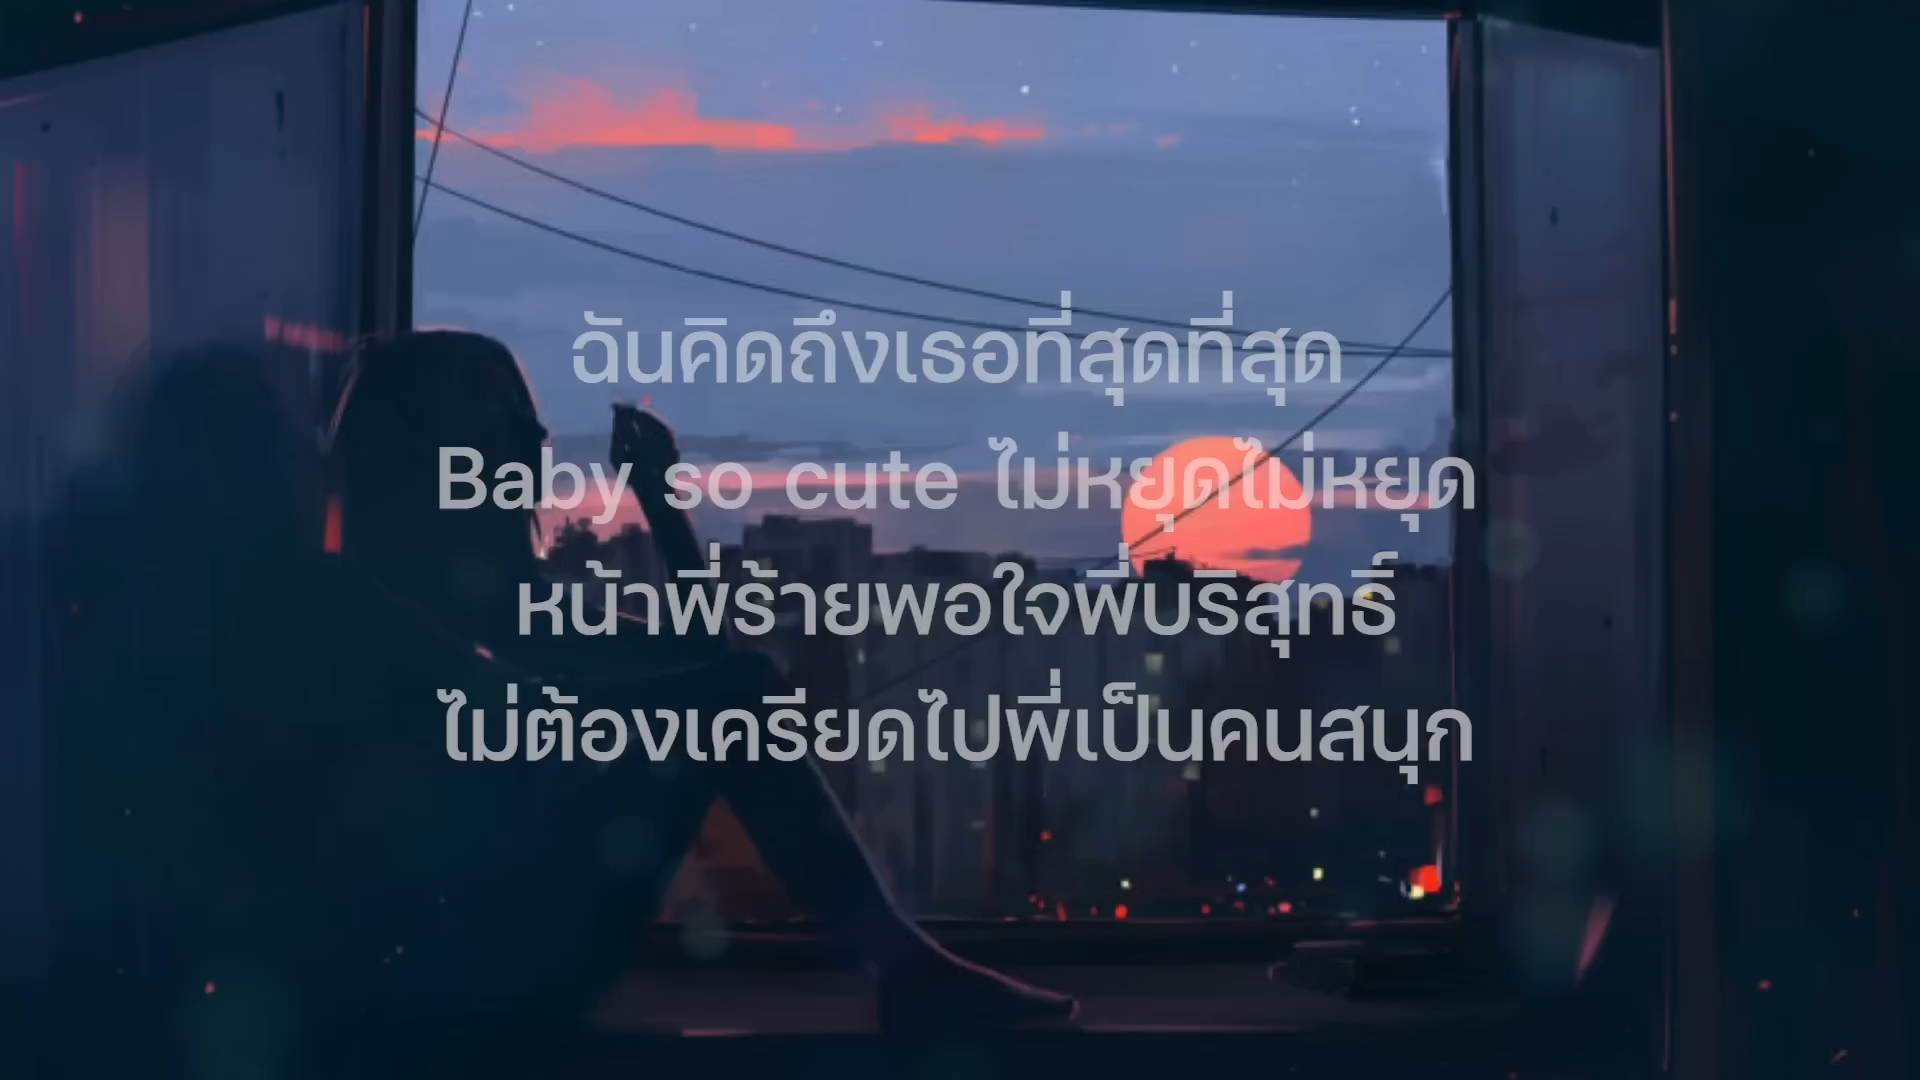 ฉันคิดถึงเธอที่สุดที่สุด
Baby so cute ไม่หยุดไม่หยุด
หน้าพี่ร้ายพอใจพี่บริสุทธิ์
ไม่ต้องเครียดไปพี่เป็นคนสนุก